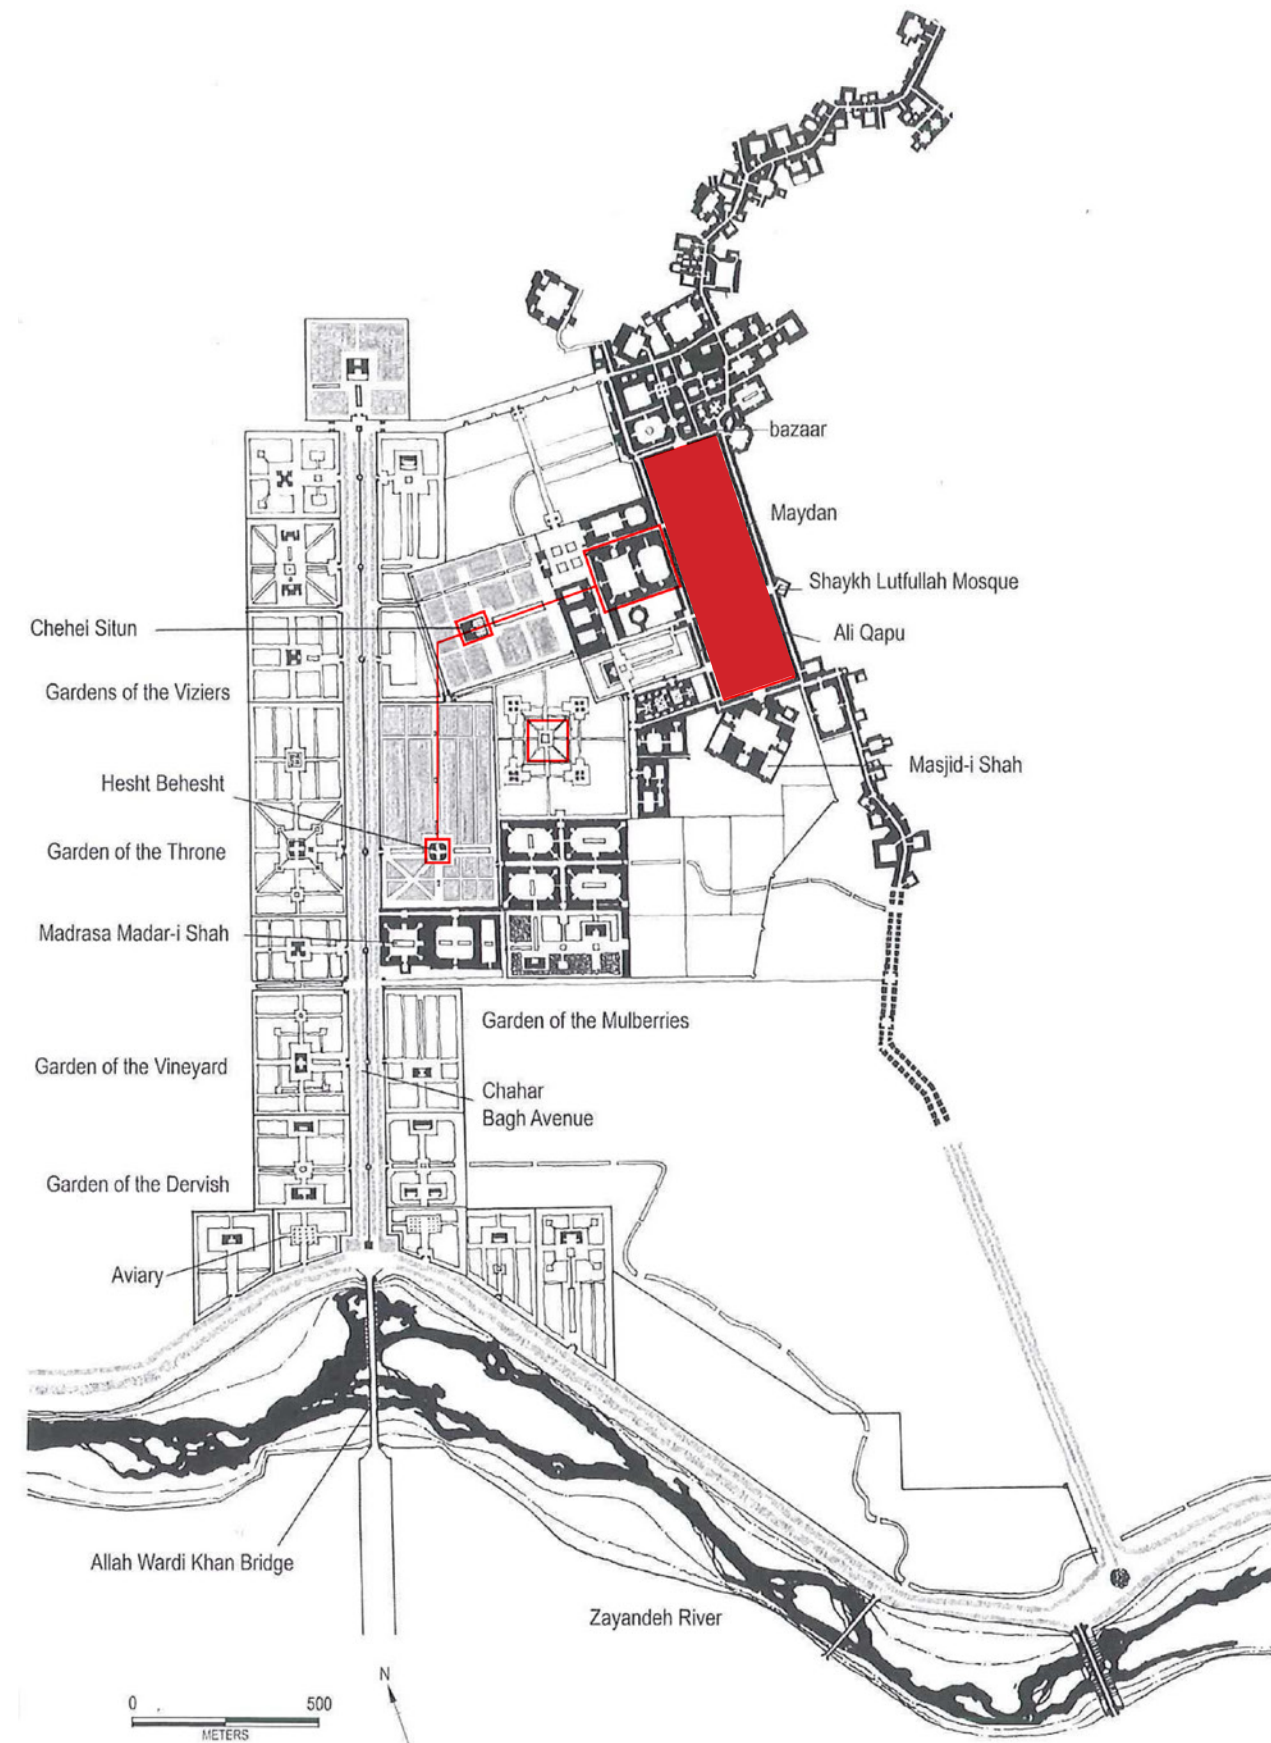 bazaar
Maydan
Shaykh Lutfullah Mosque
Chehei Situn
Ali Qapu
Gardens of the Viziers
Masjid-i Shah
Hesht Behesht
Garden of the Throne
Madrasa Madar-i Shah
Garden of the Mulberries
Garden of the Vineyard
Chahar
Bagh Avenue
Garden of the Dervish
Aviary
Allah Wardi Khan Bridge
Zayandeh River
N
0 500
METERS